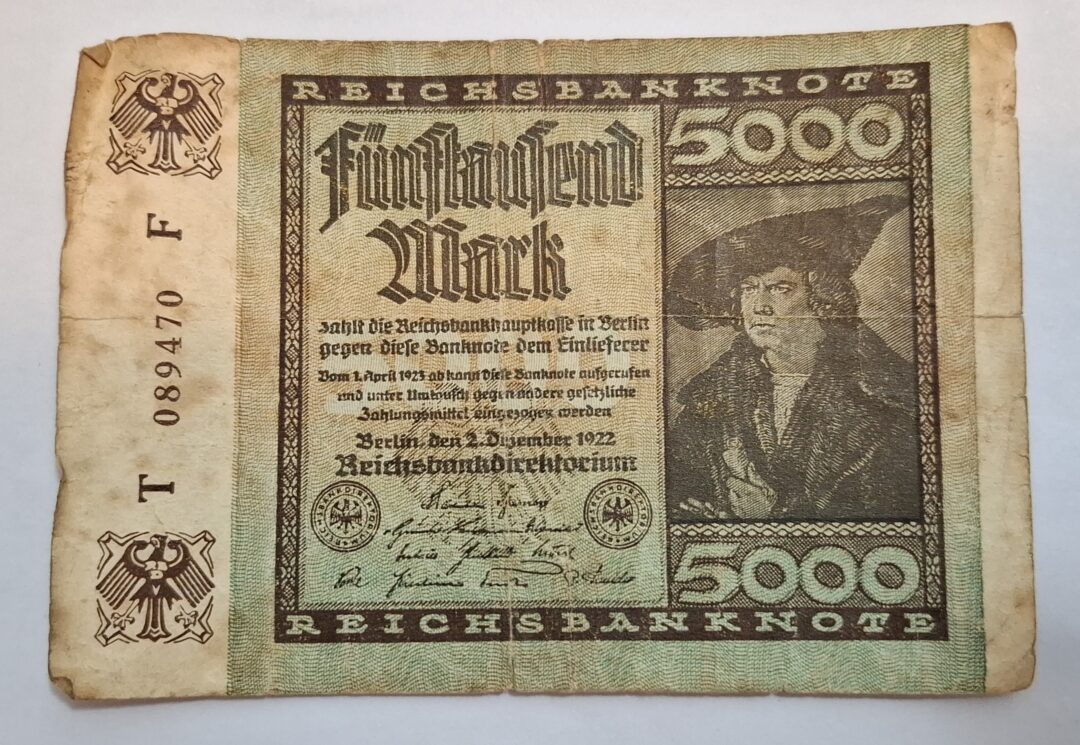 REICHSBANKNOTE
5000
Fünftausend
Mark
zahlt die Reichsbankhauptkasse in Berlin
gegen diese Banknote dem Einlieferer
Vom 1. April 1923 ab kann diese Banknote aufgerufen
und unter Umtausch gegen andere gesetzliche
Zahlungsmittel eingezogen werden
Berlin, den 2. Dezember 1922
Reichsbankdirektorium
5000
REICHSBANKNOTE
T 089470 F